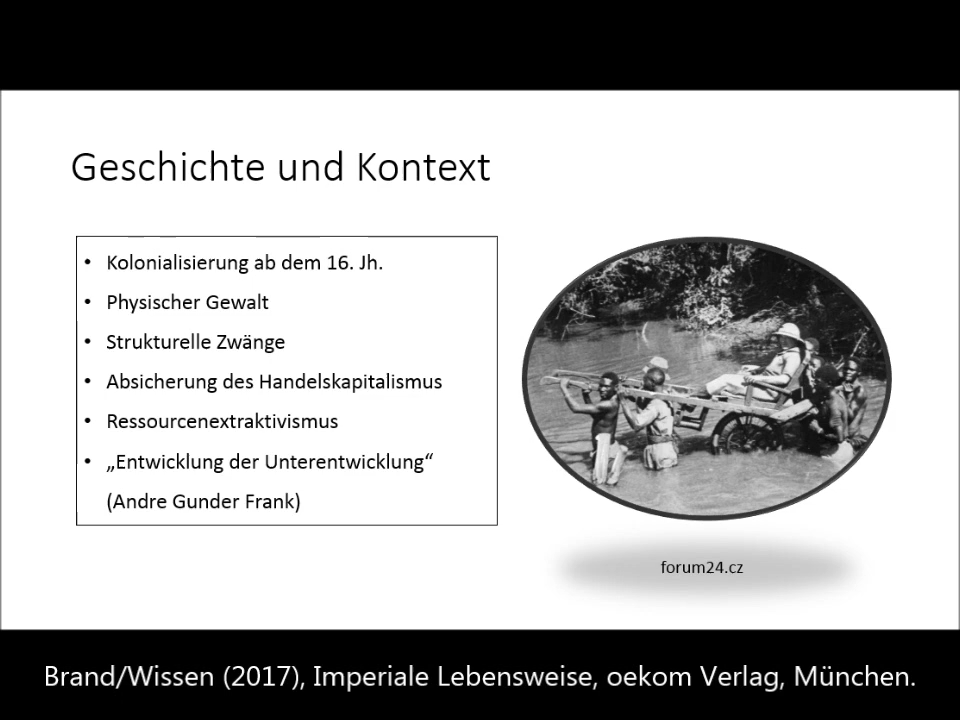 Geschichte und Kontext
• Kolonialisierung ab dem 16. Jh.
• Physischer Gewalt
• Strukturelle Zwänge
• Absicherung des Handelskapitalismus
• Ressourcenextraktivismus
• „Entwicklung der Unterentwicklung“
(Andre Gunder Frank)
forum24.cz
Brand/Wissen (2017), Imperiale Lebensweise, oekom Verlag, München.